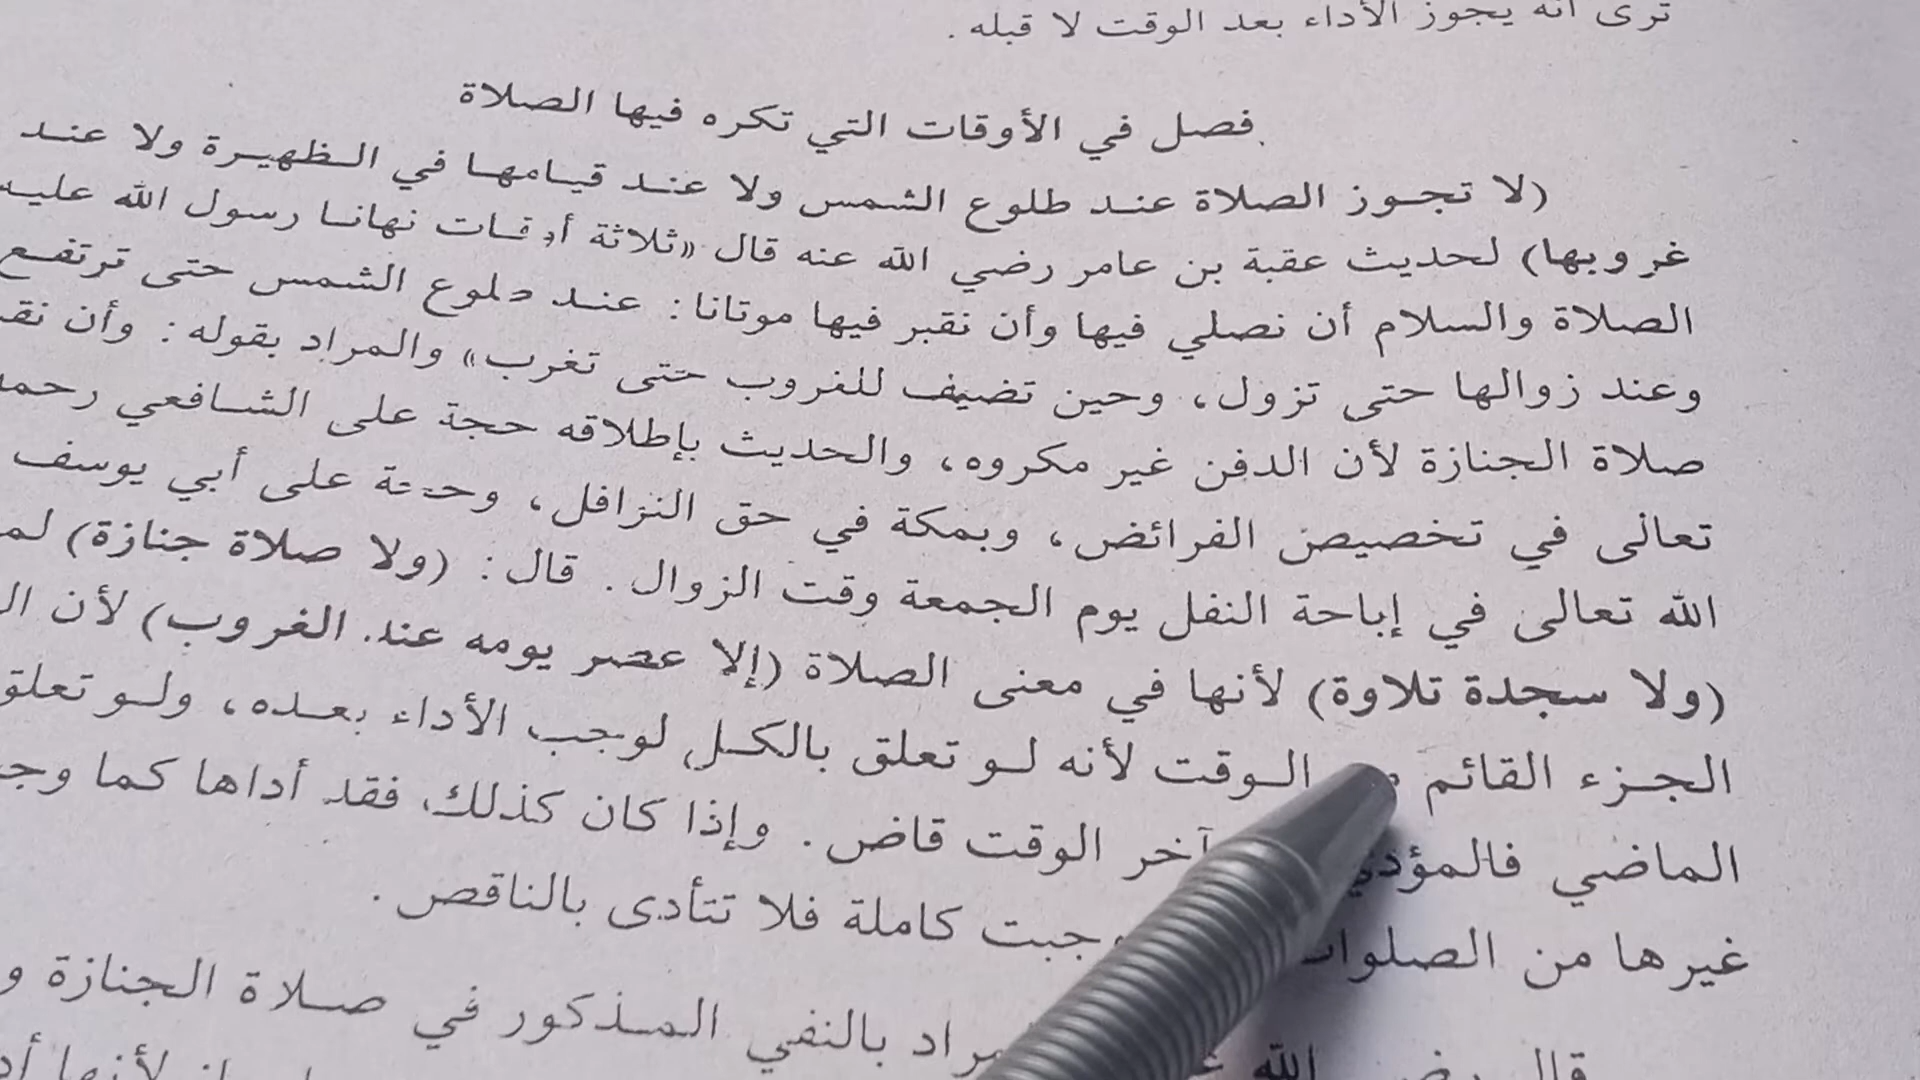 ترى أنه يجوز الأداء بعد الوقت لا قبله .
فصل في الأوقات التي تكره فيها الصلاة
(لا تجوز الصلاة عند طلوع الشمس ولا عند قيامها في الظهيرة ولا عند
غروبها) لحديث عقبة بن عامر رضي الله عنه قال «ثلاثة أوقات نهانا رسول الله عليه
الصلاة والسلام أن نصلي فيها وأن نقبر فيها موتانا: عند طلوع الشمس حتى ترتفع
وعند زوالها حتى تزول، وحين تضيف للغروب حتى تغرب» والمراد بقوله: وأن
صلاة الجنازة لأن الدفن غير مكروه، والحديث بإطلاقه حجة على الشافعي
تعالى في تخصيص الفرائض، وبمكة في حق النوافل، وحجة على أبي يوسف
الله تعالى في إباحة النفل يوم الجمعة وقت الزوال. قال: (ولا صلاة جنازة)
(ولا سجدة تلاوة) لأنها في معنى الصلاة (إلا عصر يومه عند الغروب) لأن
الجزء القائم الوقت لأنه لو تعلق بالكل لوجب الأداء بعده، ولو
الماضي فالمؤدي آخر الوقت قاض. وإذا كان كذلك، فقد أداها كما
غيرها من الصلوات وجبت كاملة فلا تتأدى بالناقص.
قال الله بالنفي المذكور في صلاة الجنازة
لأنها